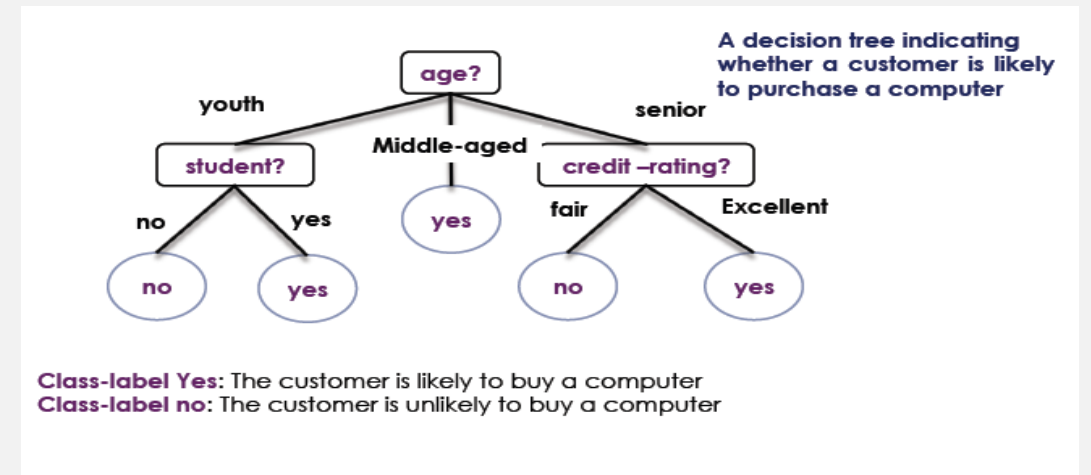 A decision tree indicating
whether a customer is likely
to purchase a computer
age?
youth
Middle-aged
senior
student?
credit –rating?
no
yes
yes
fair
Excellent
no
yes
no
yes
Class-label Yes: The customer is likely to buy a computer
Class-label no: The customer is unlikely to buy a computer